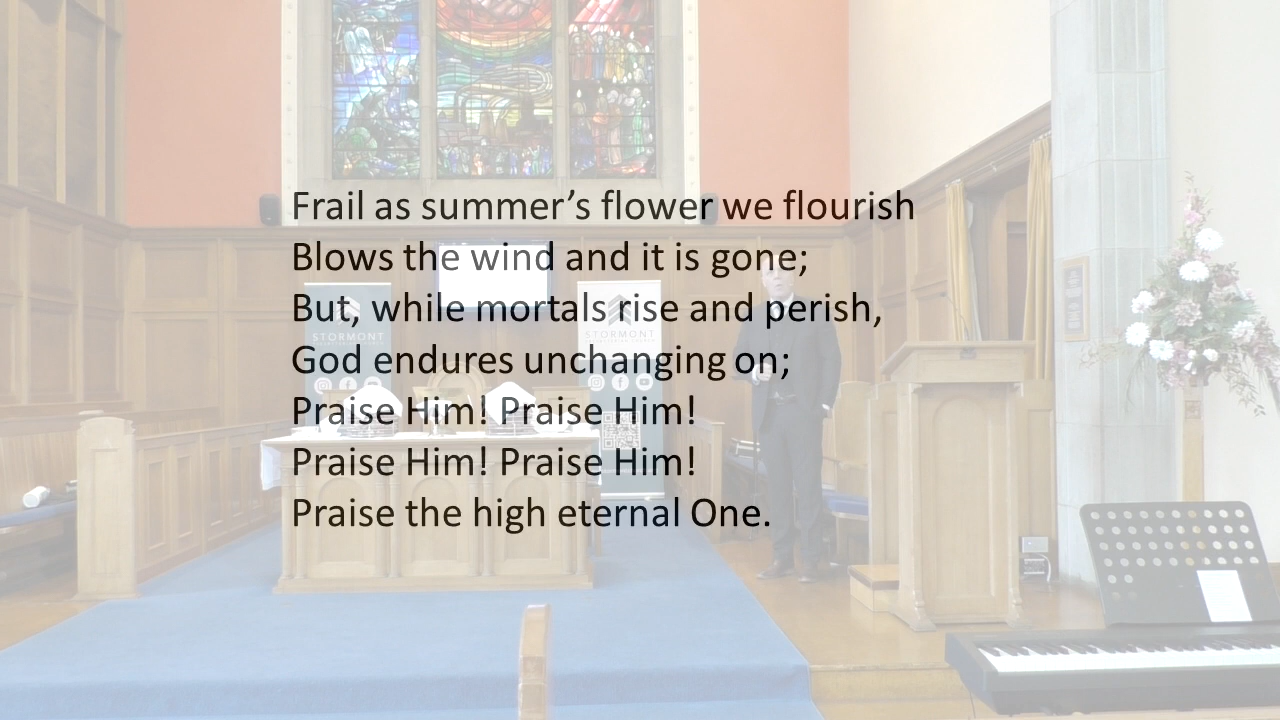 Frail as summer’s flower we flourish
Blows the wind and it is gone;
But, while mortals rise and perish,
God endures unchanging on;
Praise Him! Praise Him!
Praise Him! Praise Him!
Praise the high eternal One.
STORMONT